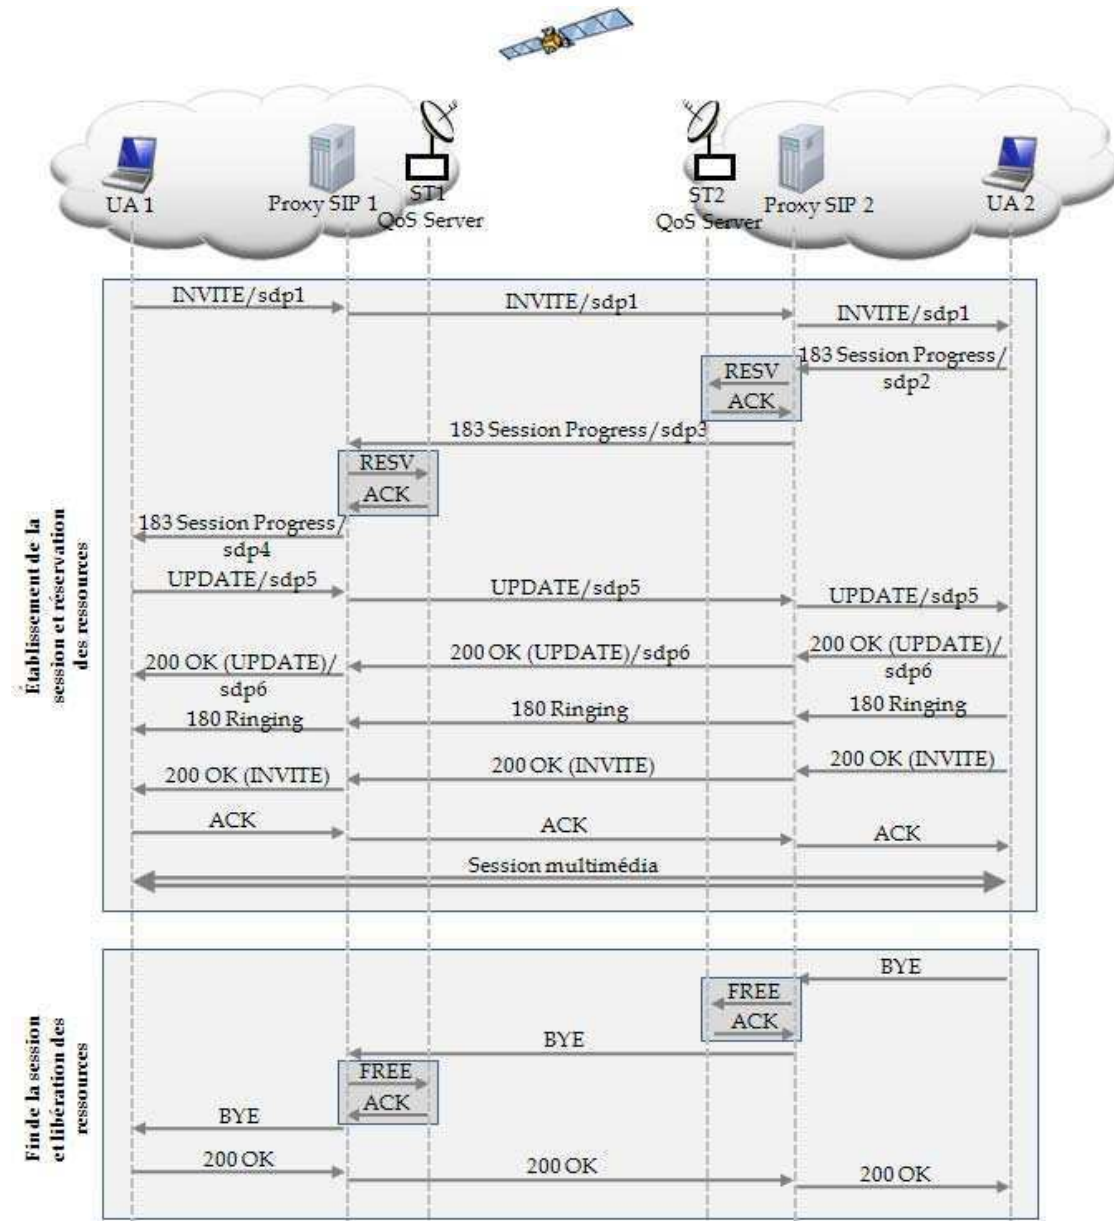 UA 1
Proxy SIP 1
ST1
QoS Server
ST2
QoS Server
Proxy SIP 2
UA 2
Établissement de la
session et réservation
des ressources
INVITE/sdp1
INVITE/sdp1
INVITE/sdp1
183 Session Progress/
sdp2
RESV
ACK
183 Session Progress/sdp3
RESV
ACK
183 Session Progress/
sdp4
UPDATE/sdp5
UPDATE/sdp5
UPDATE/sdp5
200 OK (UPDATE)/
sdp6
200 OK (UPDATE)/sdp6
200 OK (UPDATE)/
sdp6
180 Ringing
180 Ringing
180 Ringing
200 OK (INVITE)
200 OK (INVITE)
200 OK (INVITE)
ACK
ACK
ACK
Session multimédia
Fin de la session
et libération des
ressources
BYE
FREE
ACK
BYE
FREE
ACK
BYE
200 OK
200 OK
200 OK